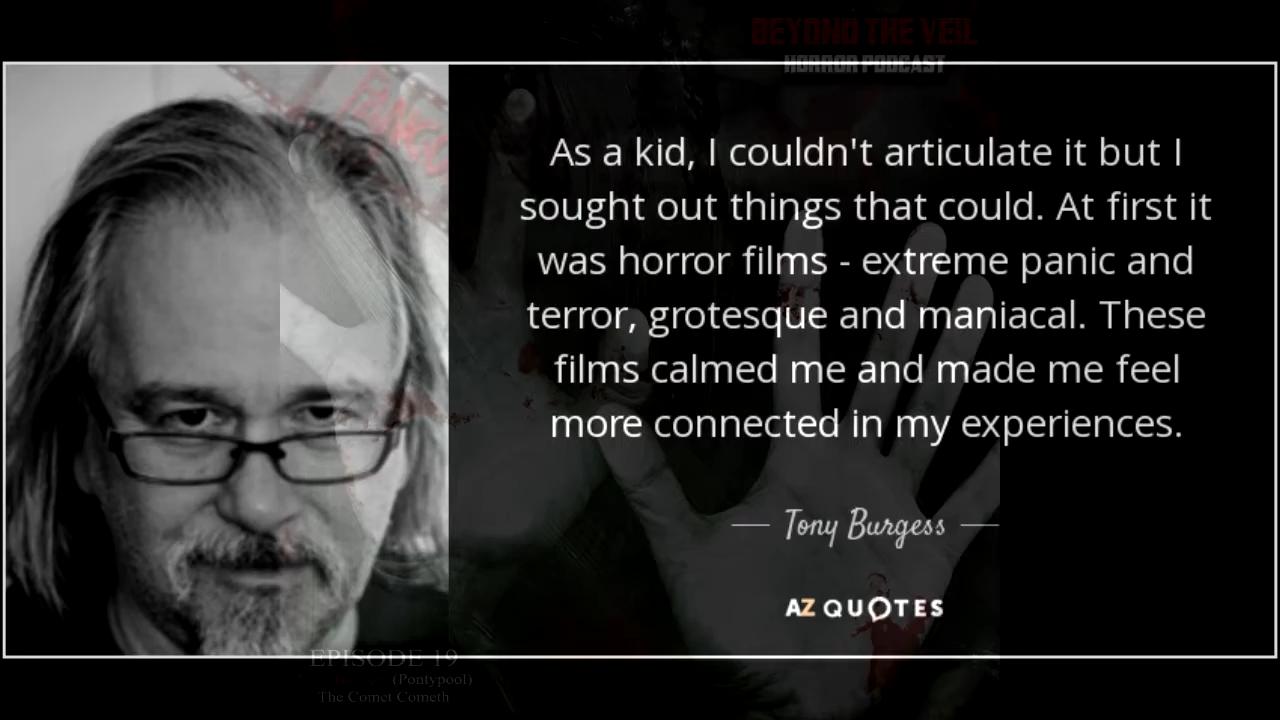 BEYOND THE VEIL
HORROR PODCAST
As a kid, I couldn't articulate it but I
sought out things that could. At first it
was horror films - extreme panic and
terror, grotesque and maniacal. These
films calmed me and made me feel
more connected in my experiences.
Tony Burgess
AZ QUOTES
EPISODE 19
(Pontypool)
The Comet Cometh